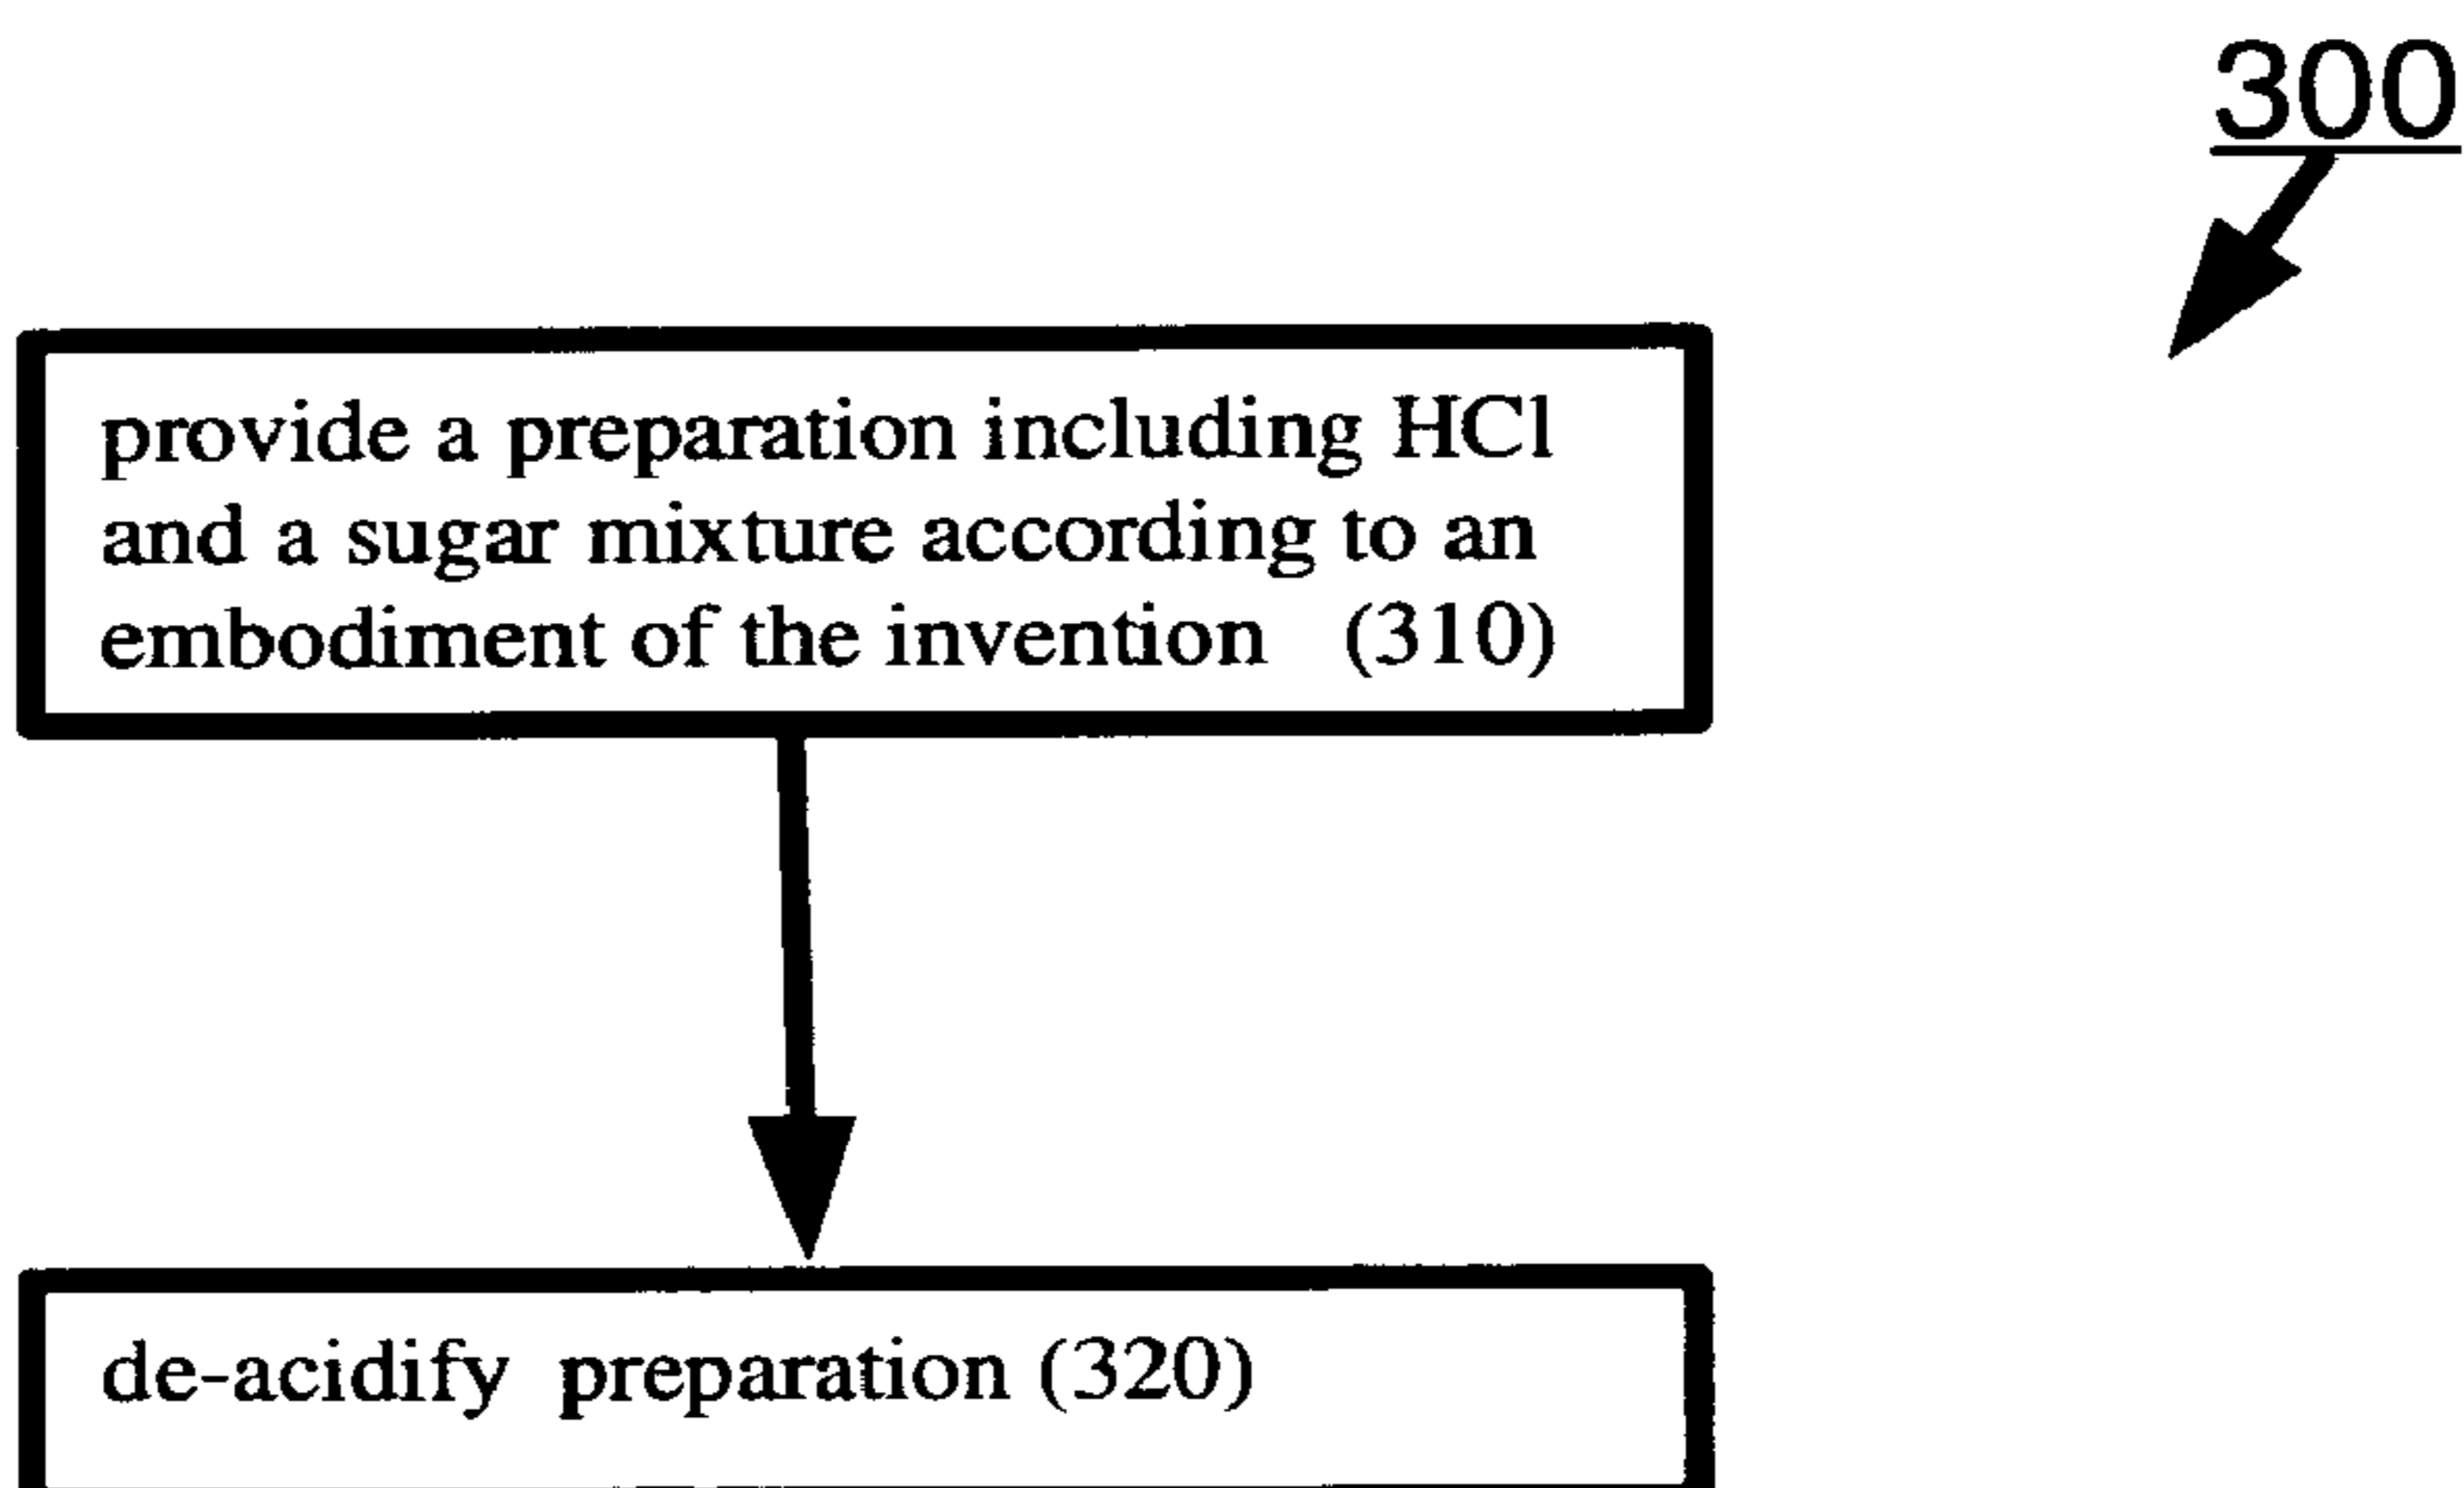 300
provide a preparation including HCl
and a sugar mixture according to an
embodiment of the invention (310)
de-acidify preparation (320)